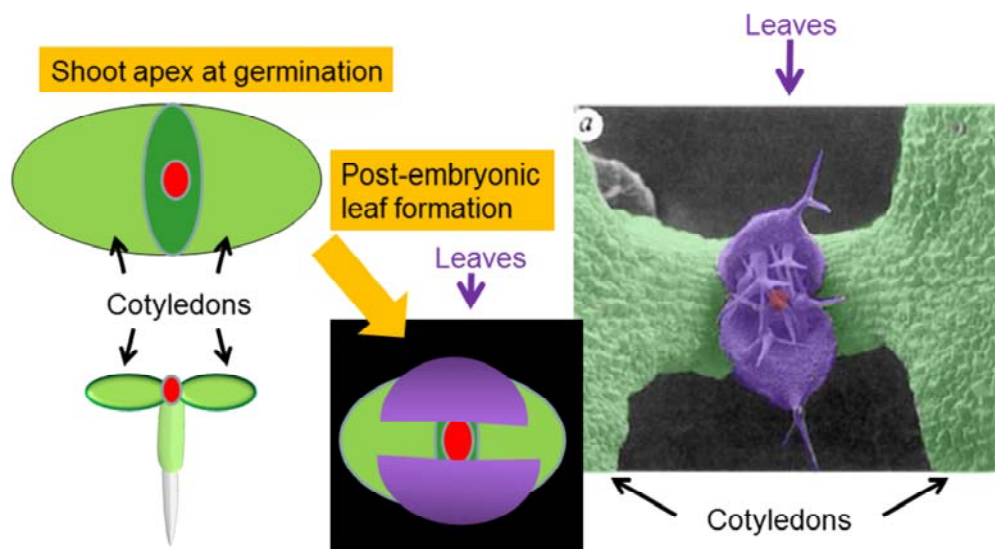 Shoot apex at germination
Cotyledons
Post-embryonic
leaf formation
Leaves
Leaves
a
Cotyledons